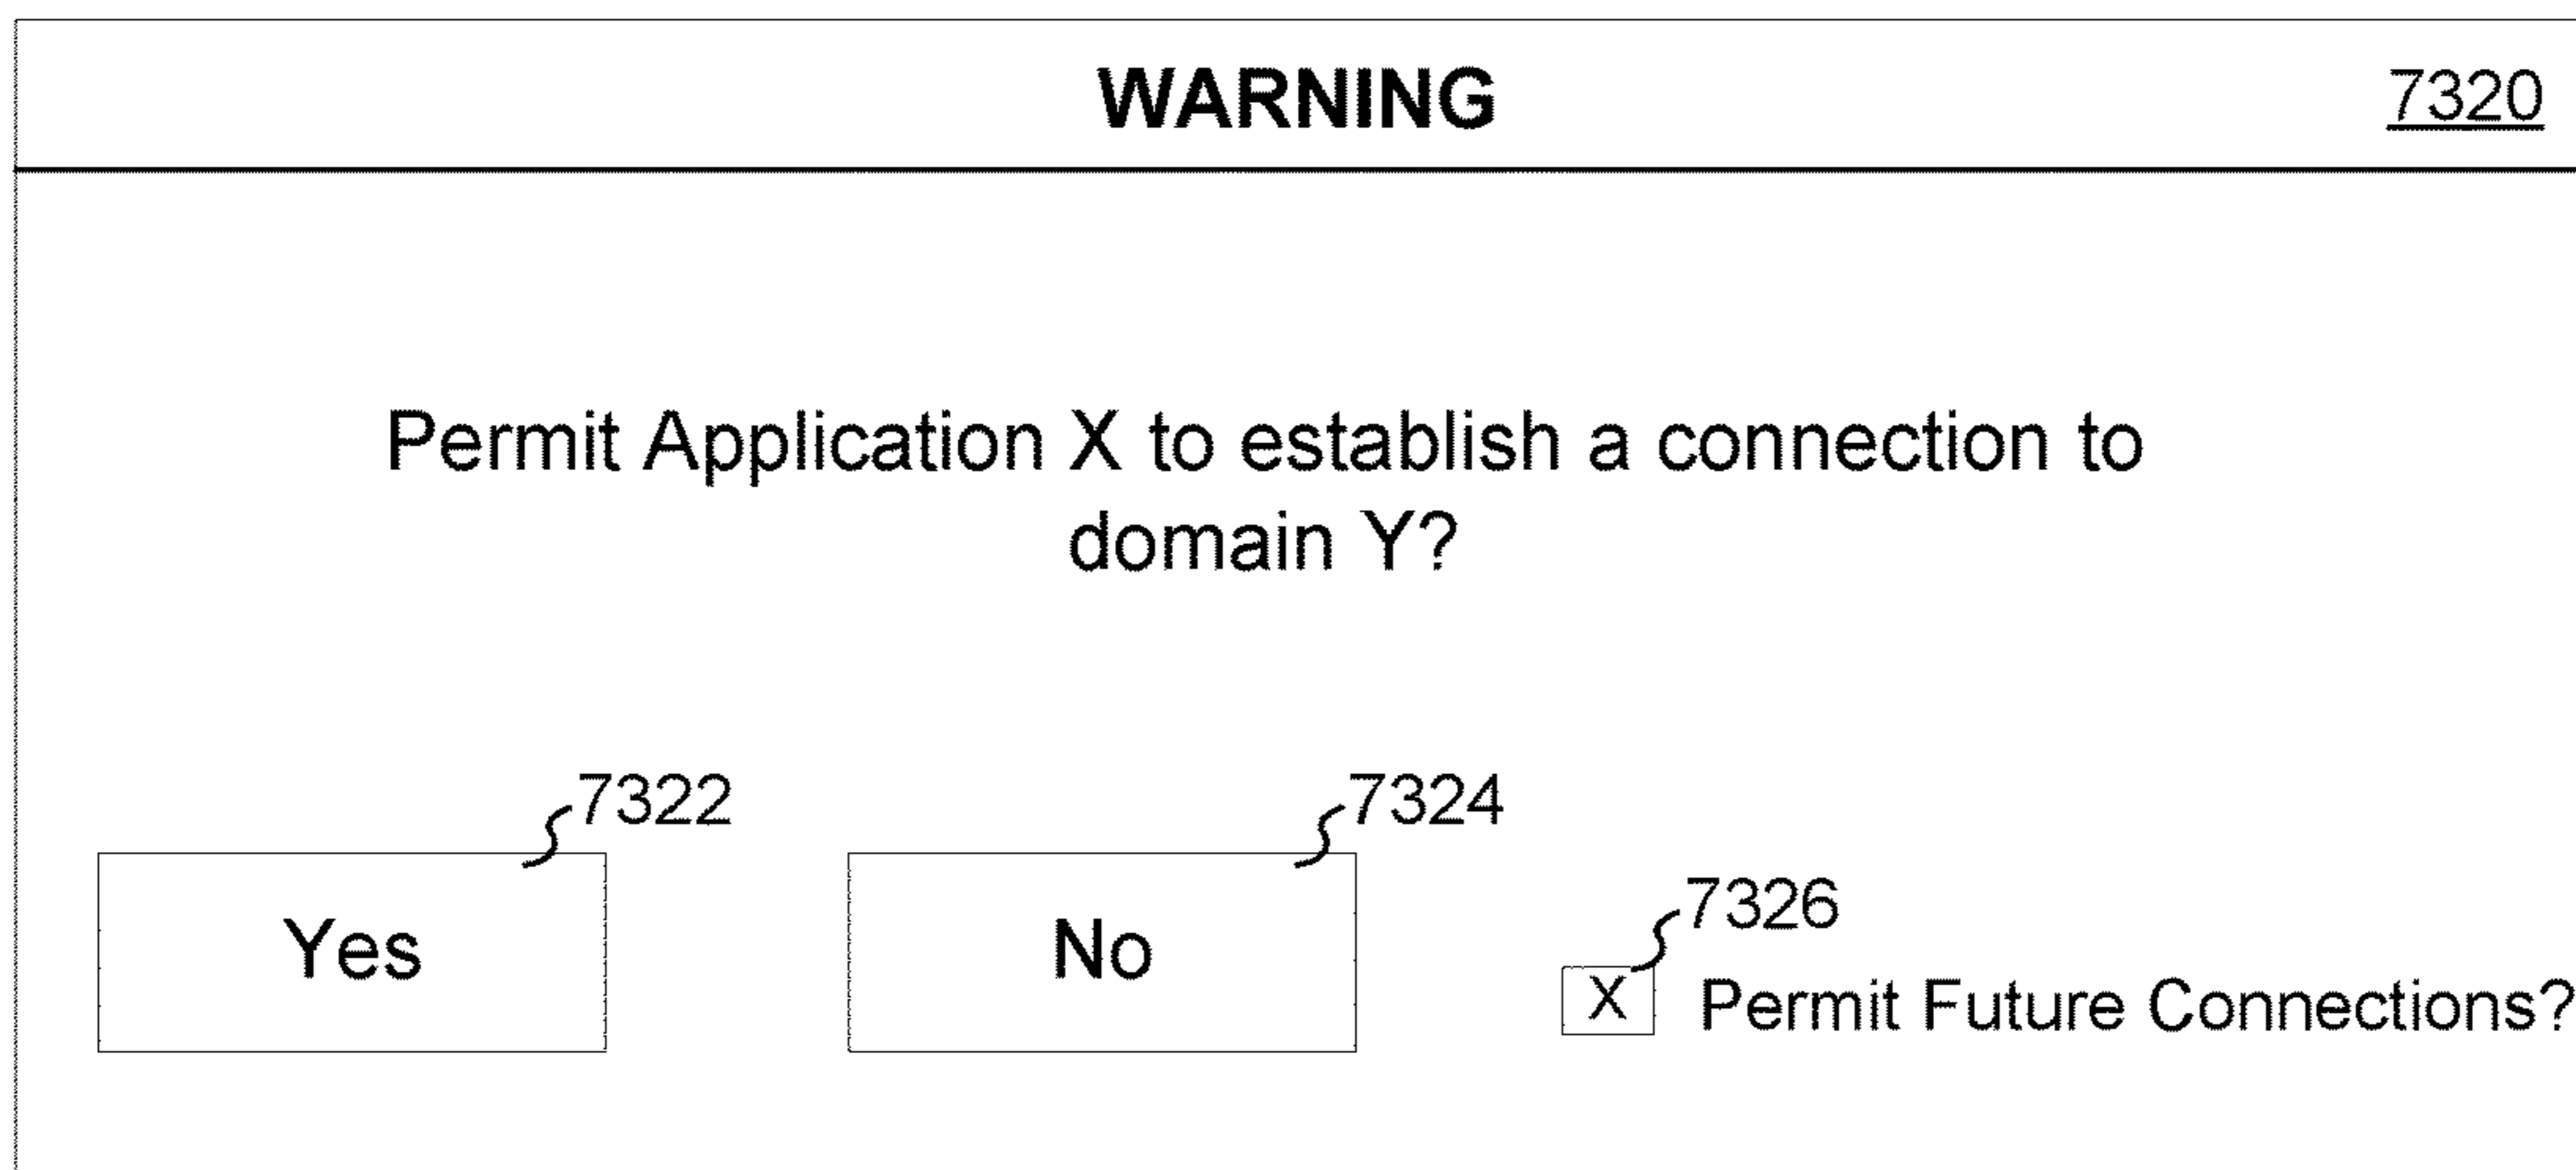 WARNING 7320
Permit Application X to establish a connection to
domain Y?
7322 7324
7326
Yes No
X Permit Future Connections?